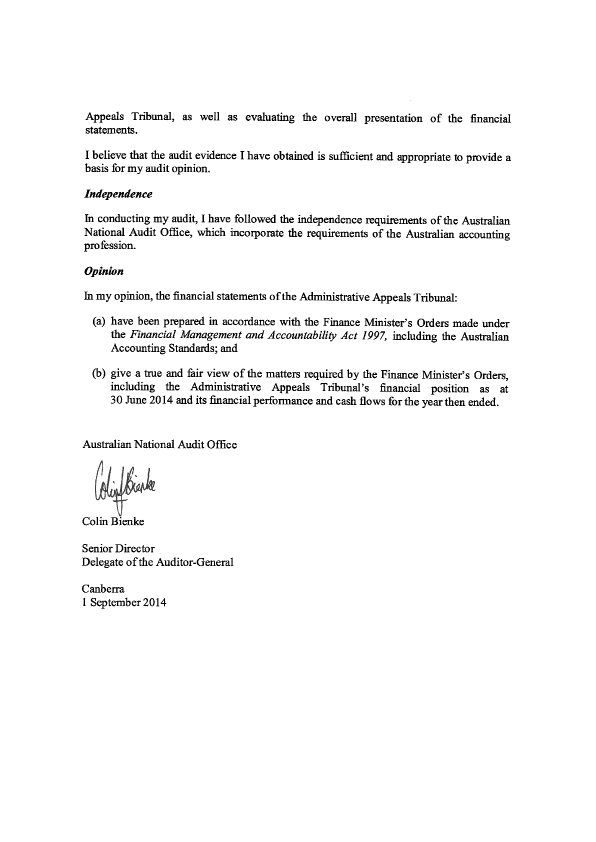 Appeals Tribunal, as well as evaluating the overall presentation of the financial
statements.
I believe that the audit evidence I have obtained is sufficient and appropriate to provide a
basis for my audit opinion.
Independence
In conducting my audit, I have followed the independence requirements of the Australian
National Audit Office, which incorporate the requirements of the Australian accounting
profession.
Opinion
In my opinion, the financial statements of the Administrative Appeals Tribunal:
(a) have been prepared in accordance with the Finance Minister's Orders made under
the Financial Management and Accountability Act 1997, including the Australian
Accounting Standards; and
(b) give a true and fair view of the matters required by the Finance Minister's Orders,
including the Administrative Appeals Tribunal's financial position as at
30 June 2014 and its financial performance and cash flows for the year then ended.
Australian National Audit Office
Colin Bienke
Colin Bienke
Senior Director
Delegate of the Auditor-General
Canberra
1 September 2014